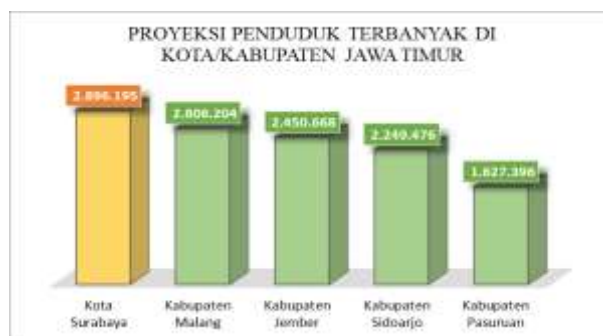 PROYEKSI PENDUDUK TERBANYAK DI
KOTA/KABUPATEN JAWA TIMUR
2.896.195
2.606.204
2.450.668
2.249.476
1.627.396
Kota
Surabaya
Kabupaten
Malang
Kabupaten
Jember
Kabupaten
Sidoarjo
Kabupaten
Pasuruan